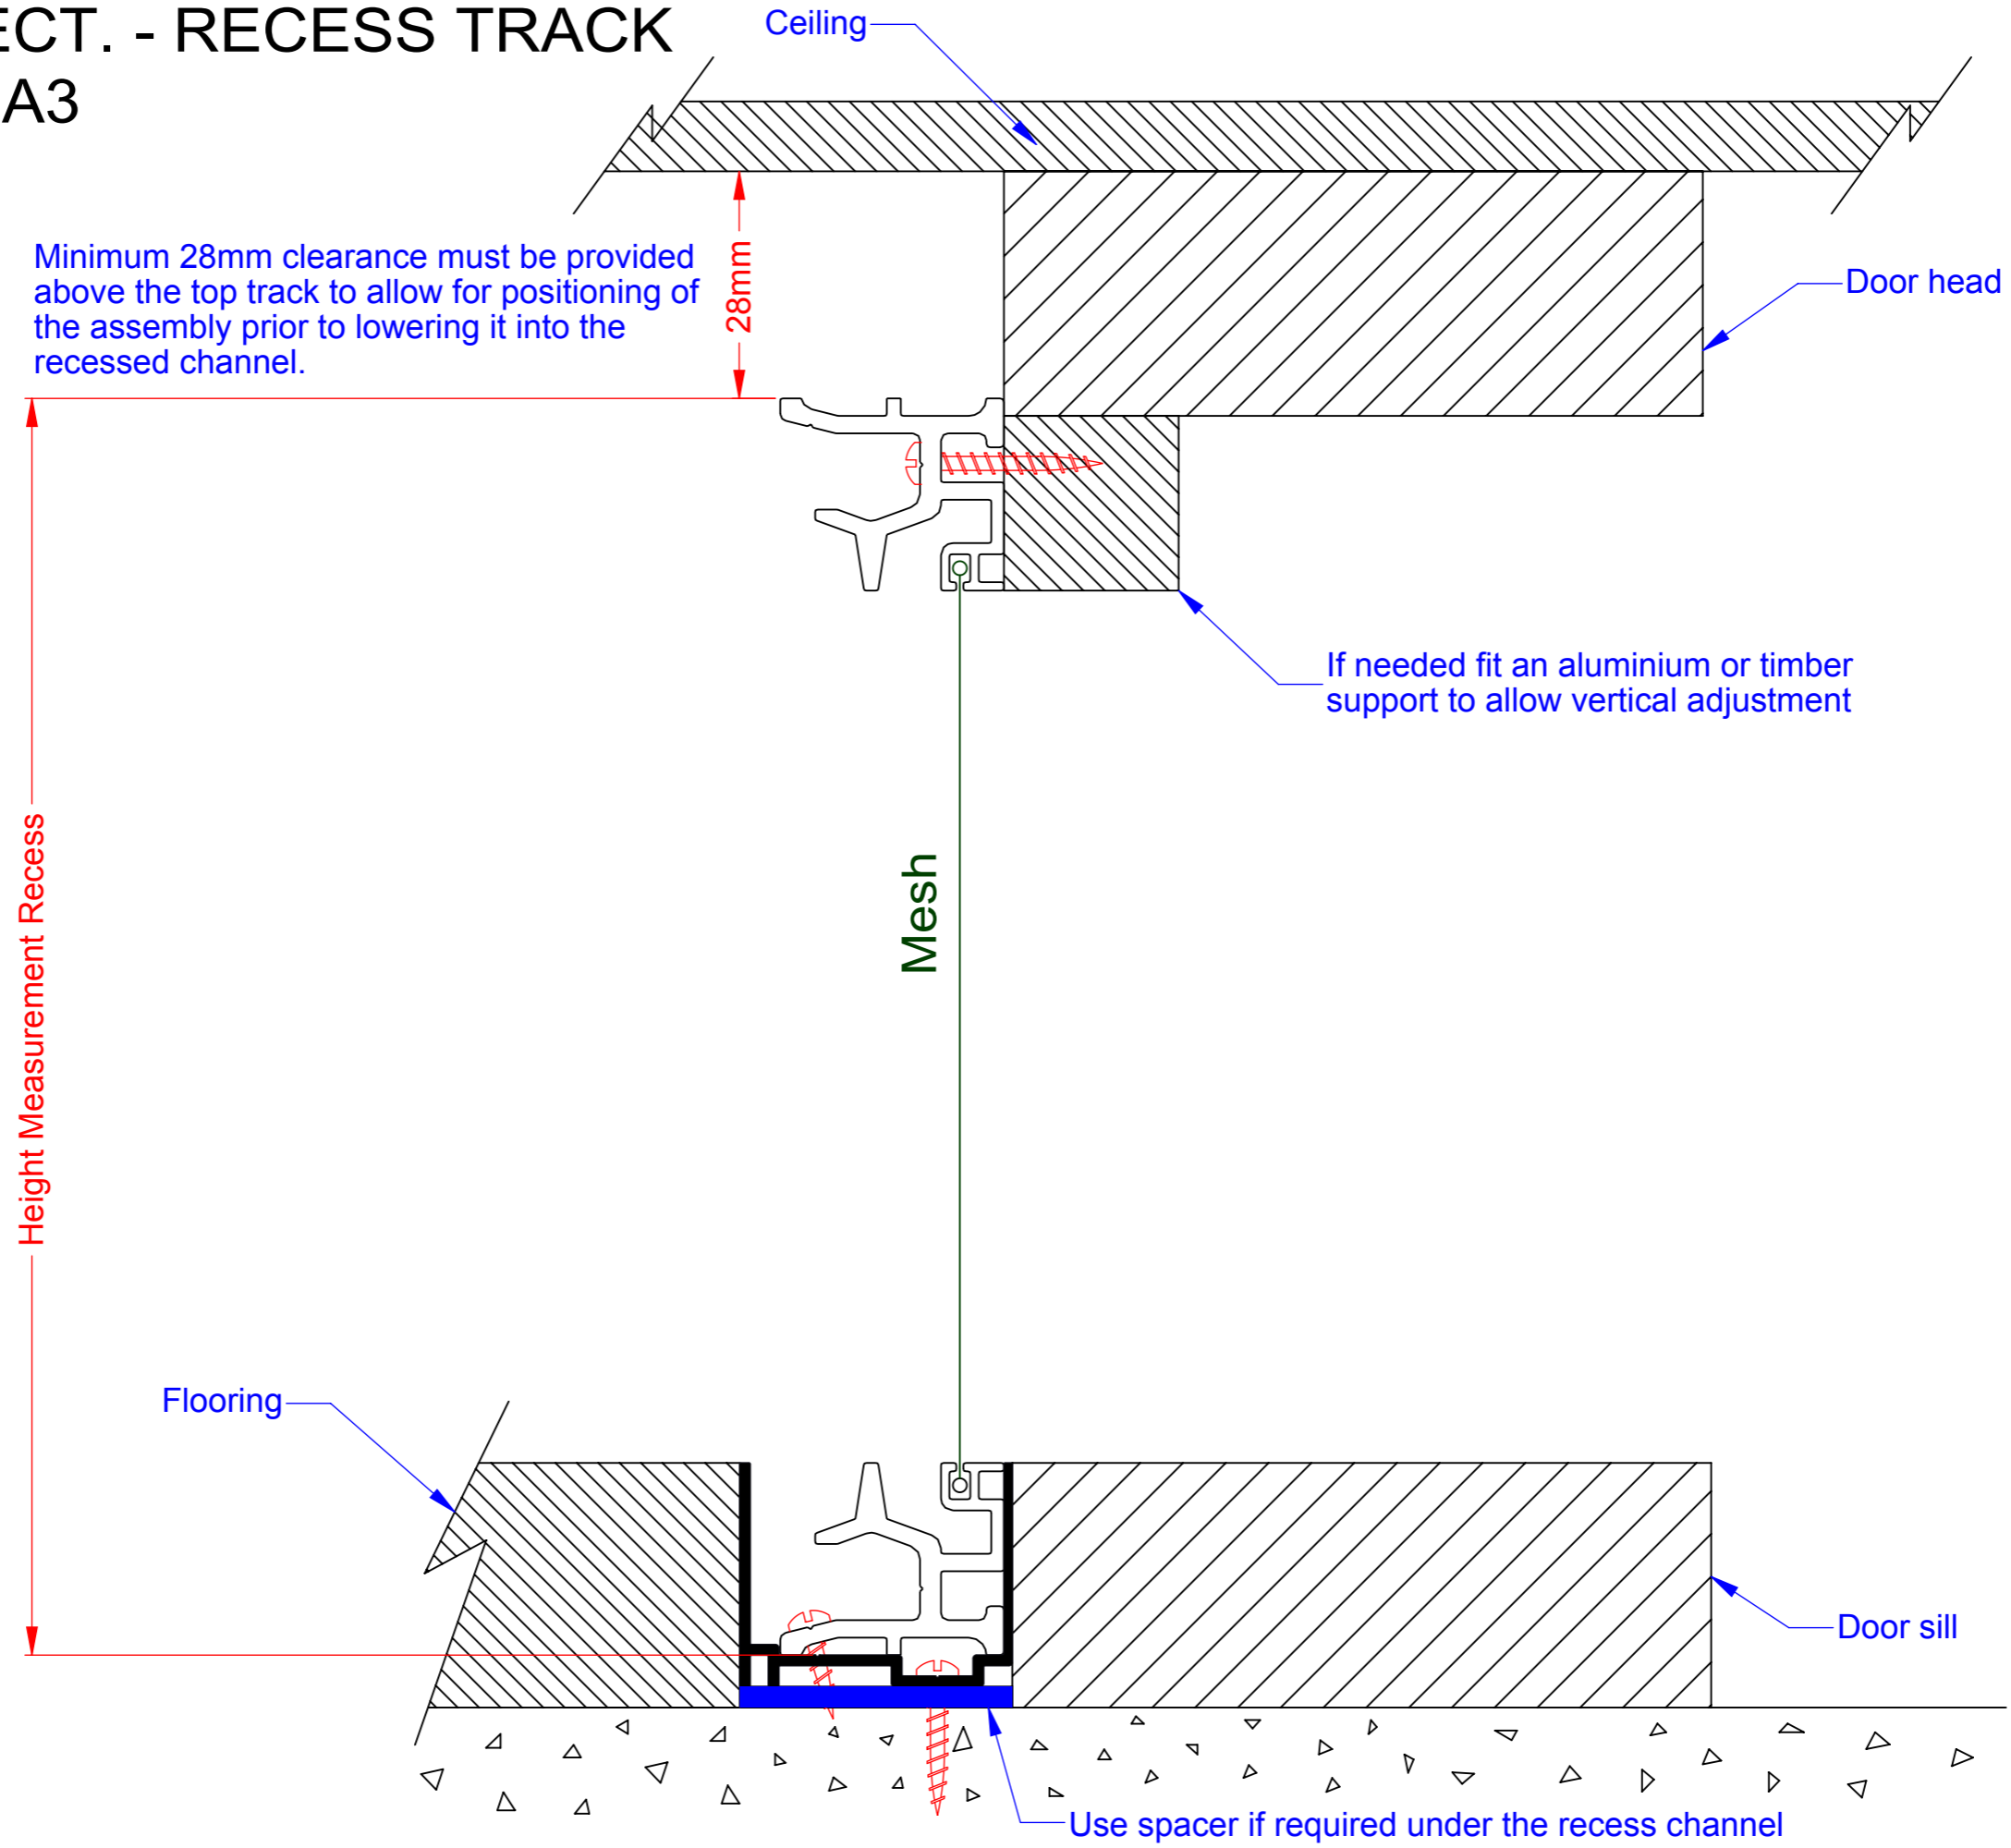 ECT. - RECESS TRACK
A3
Ceiling
Minimum 28mm clearance must be provided
above the top track to allow for positioning of
the assembly prior to lowering it into the
recessed channel.
28mm
Door head
If needed fit an aluminium or timber
support to allow vertical adjustment
Height Measurement Recess
Mesh
Flooring
Door sill
Use spacer if required under the recess channel